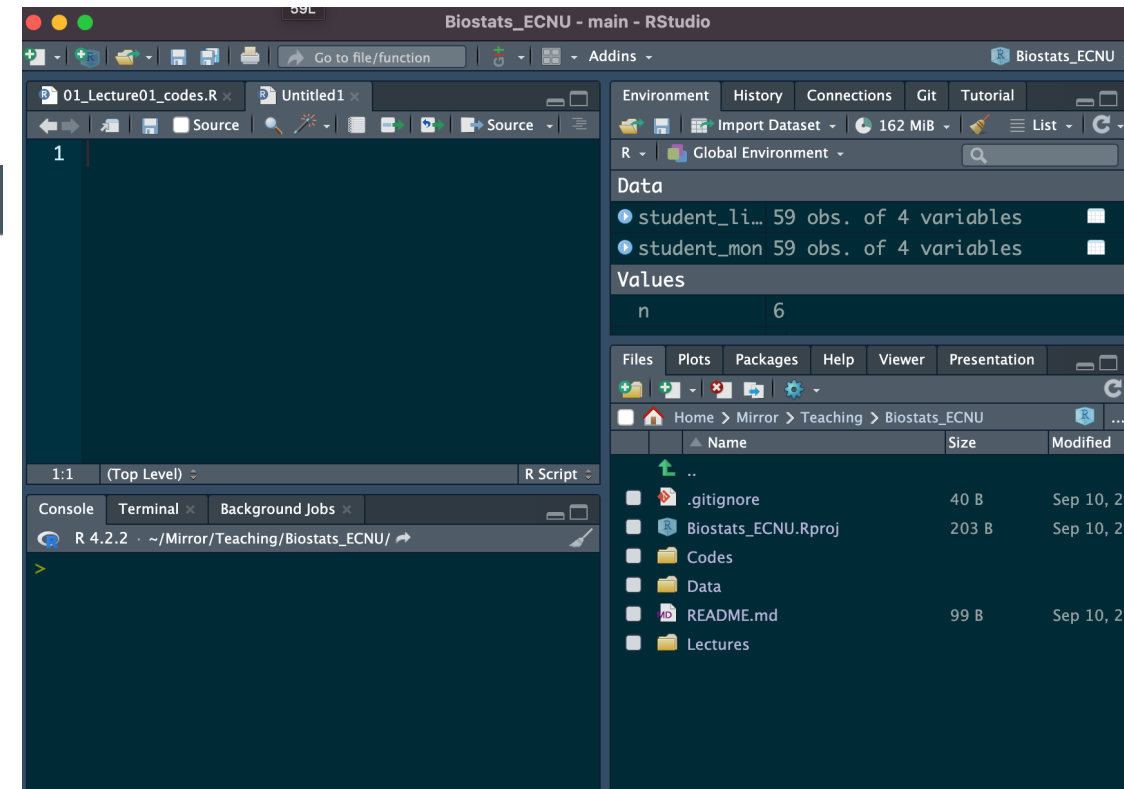 59L
Biostats_ECNU - main - RStudio
Go to file/function Addins Biostats_ECNU
01_Lecture01_codes.R Untitled1
Source Source
1
1:1 (Top Level) R Script
Console Terminal Background Jobs
R 4.2.2 · ~/Mirror/Teaching/Biostats_ECNU/
>
Environment History Connections Git Tutorial
Import Dataset 162 MiB List
R Global Environment
Data
student_li… 59 obs. of 4 variables
student_mon 59 obs. of 4 variables
Values
n 6
Files Plots Packages Help Viewer Presentation
Home Mirror Teaching Biostats_ECNU ...
Name Size Modified
..
.gitignore 40 B Sep 10, 2
Biostats_ECNU.Rproj 203 B Sep 10, 2
Codes
Data
README.md 99 B Sep 10, 2
Lectures